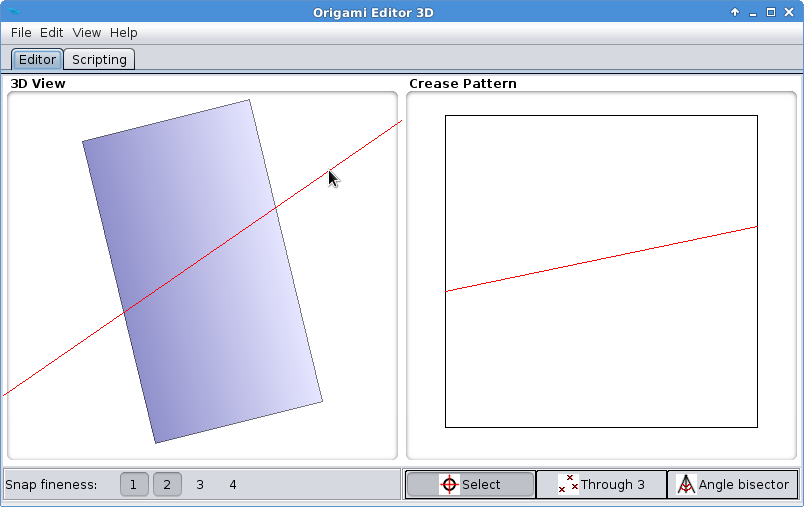 Origami Editor 3D
File Edit View Help
Editor Scripting
3D View Crease Pattern
Snap fineness: 1 2 3 4 Select Through 3 Angle bisector